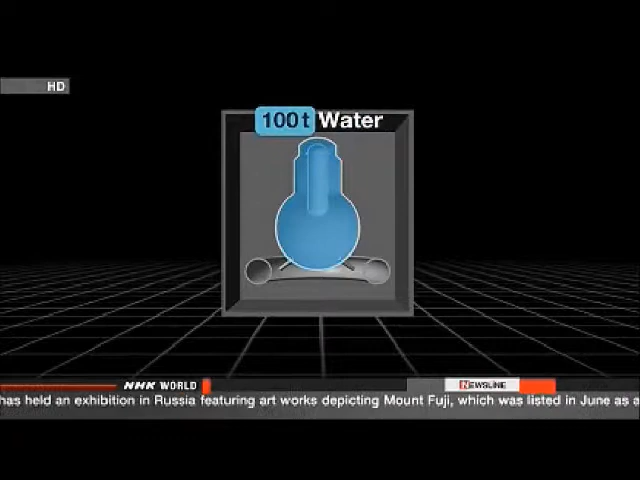 HD
100t Water
NHK WORLD
NEWSLINE
has held an exhibition in Russia featuring art works depicting Mount Fuji, which was listed in June as a